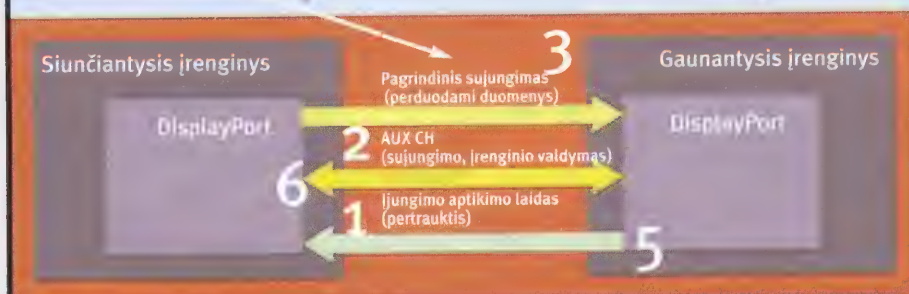 3
Siunčiantysis įrenginys
Gaunantysis įrenginys
Pagrindinis sujungimas
(perduodami duomenys)
DisplayPort
DisplayPort
2
AUX CH
(sujungimo, įrenginio valdymas)
6
1
Įjungimo aptikimo laidas
(pertrauktis)
5